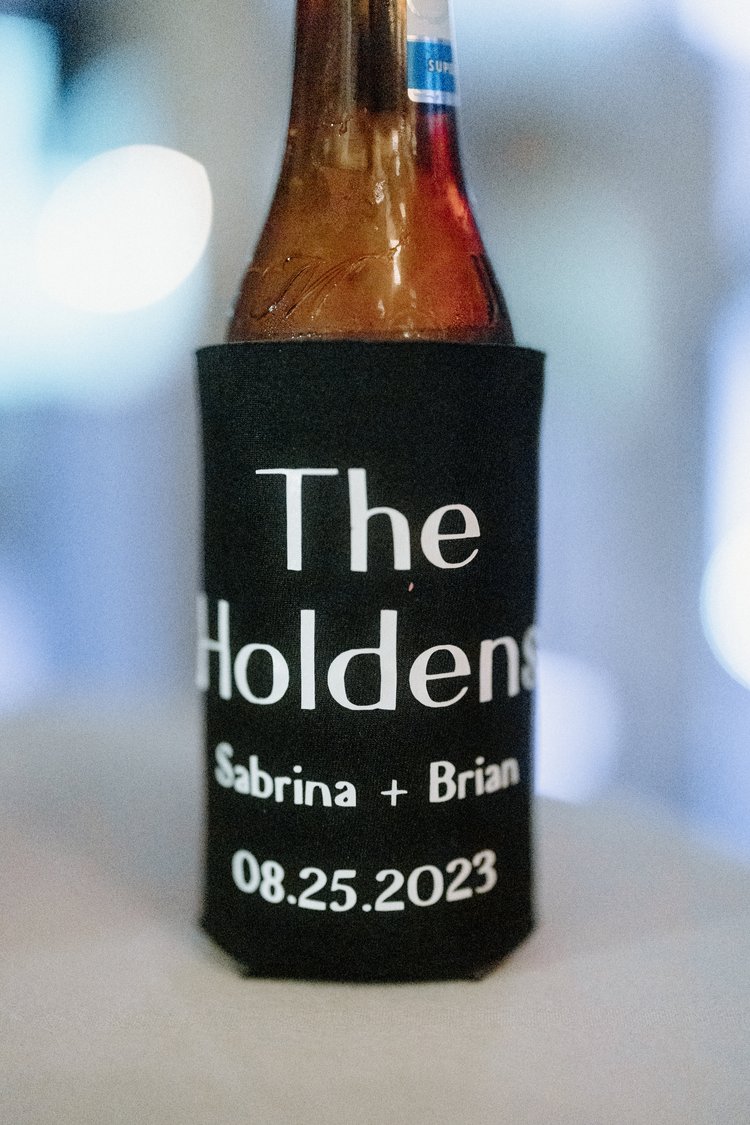 The
Holdens
Sabrina + Brian
08.25.2023